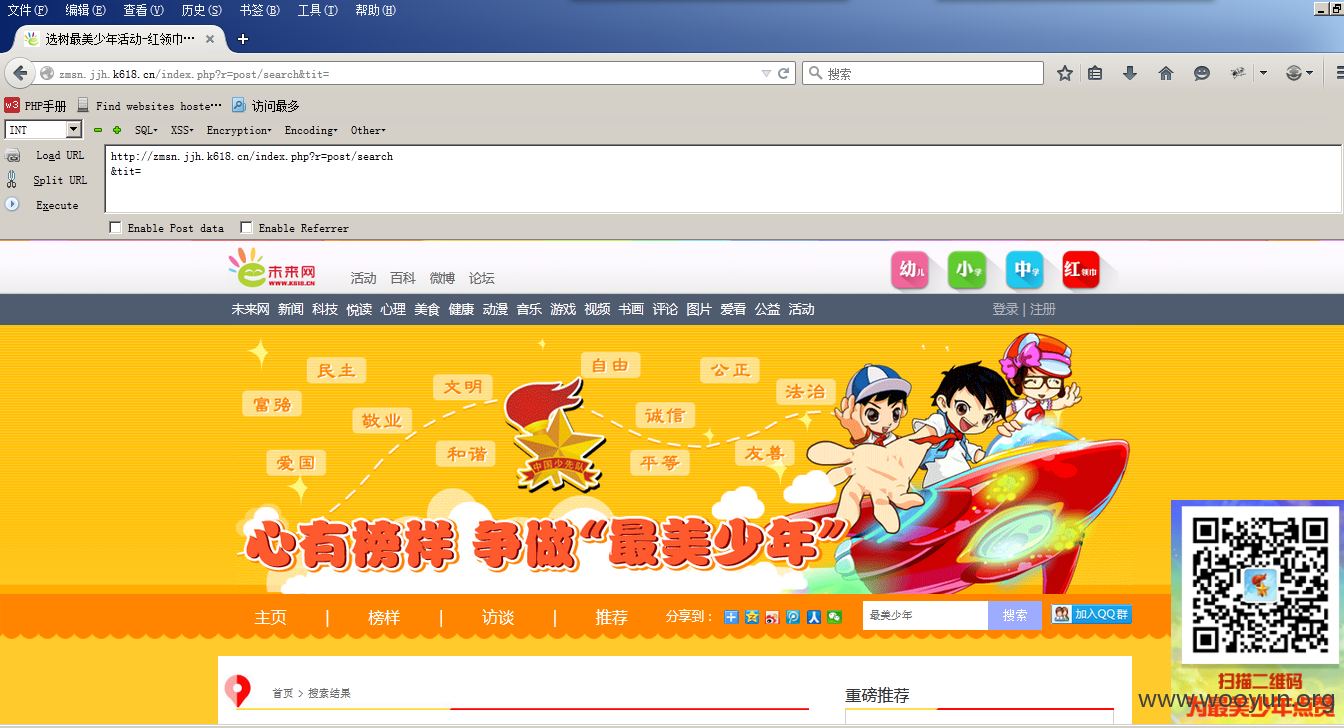 文件(F) 编辑(E) 查看(V) 历史(S) 书签(B) 工具(T) 帮助(H)
选树最美少年活动-红领巾…
zmsn.jjh.k618.cn/index.php?r=post/search&tit=
搜索
PHP手册 Find websites hoste… 访问最多
INT SQL XSS Encryption Encoding Other
Load URL
Split URL
Execute
http://zmsn.jjh.k618.cn/index.php?r=post/search
&tit=
Enable Post data Enable Referrer
未来网
WWW.K618.CN
活动 百科 微博 论坛
幼儿 小学 中学 红领巾
未来网 新闻 科技 悦读 心理 美食 健康 动漫 音乐 游戏 视频 书画 评论 图片 爱看 公益 活动
登录 | 注册
民主
自由
公正
文明
法治
富强
敬业
诚信
和谐
友善
爱国
平等
中国少先队
心有榜样 争做“最美少年”
主页 | 榜样 | 访谈 | 推荐
分享到：
最美少年 搜索
加入QQ群
首页 > 搜索结果
重磅推荐
扫描二维码
为最美少年点赞
www.wooyun.org